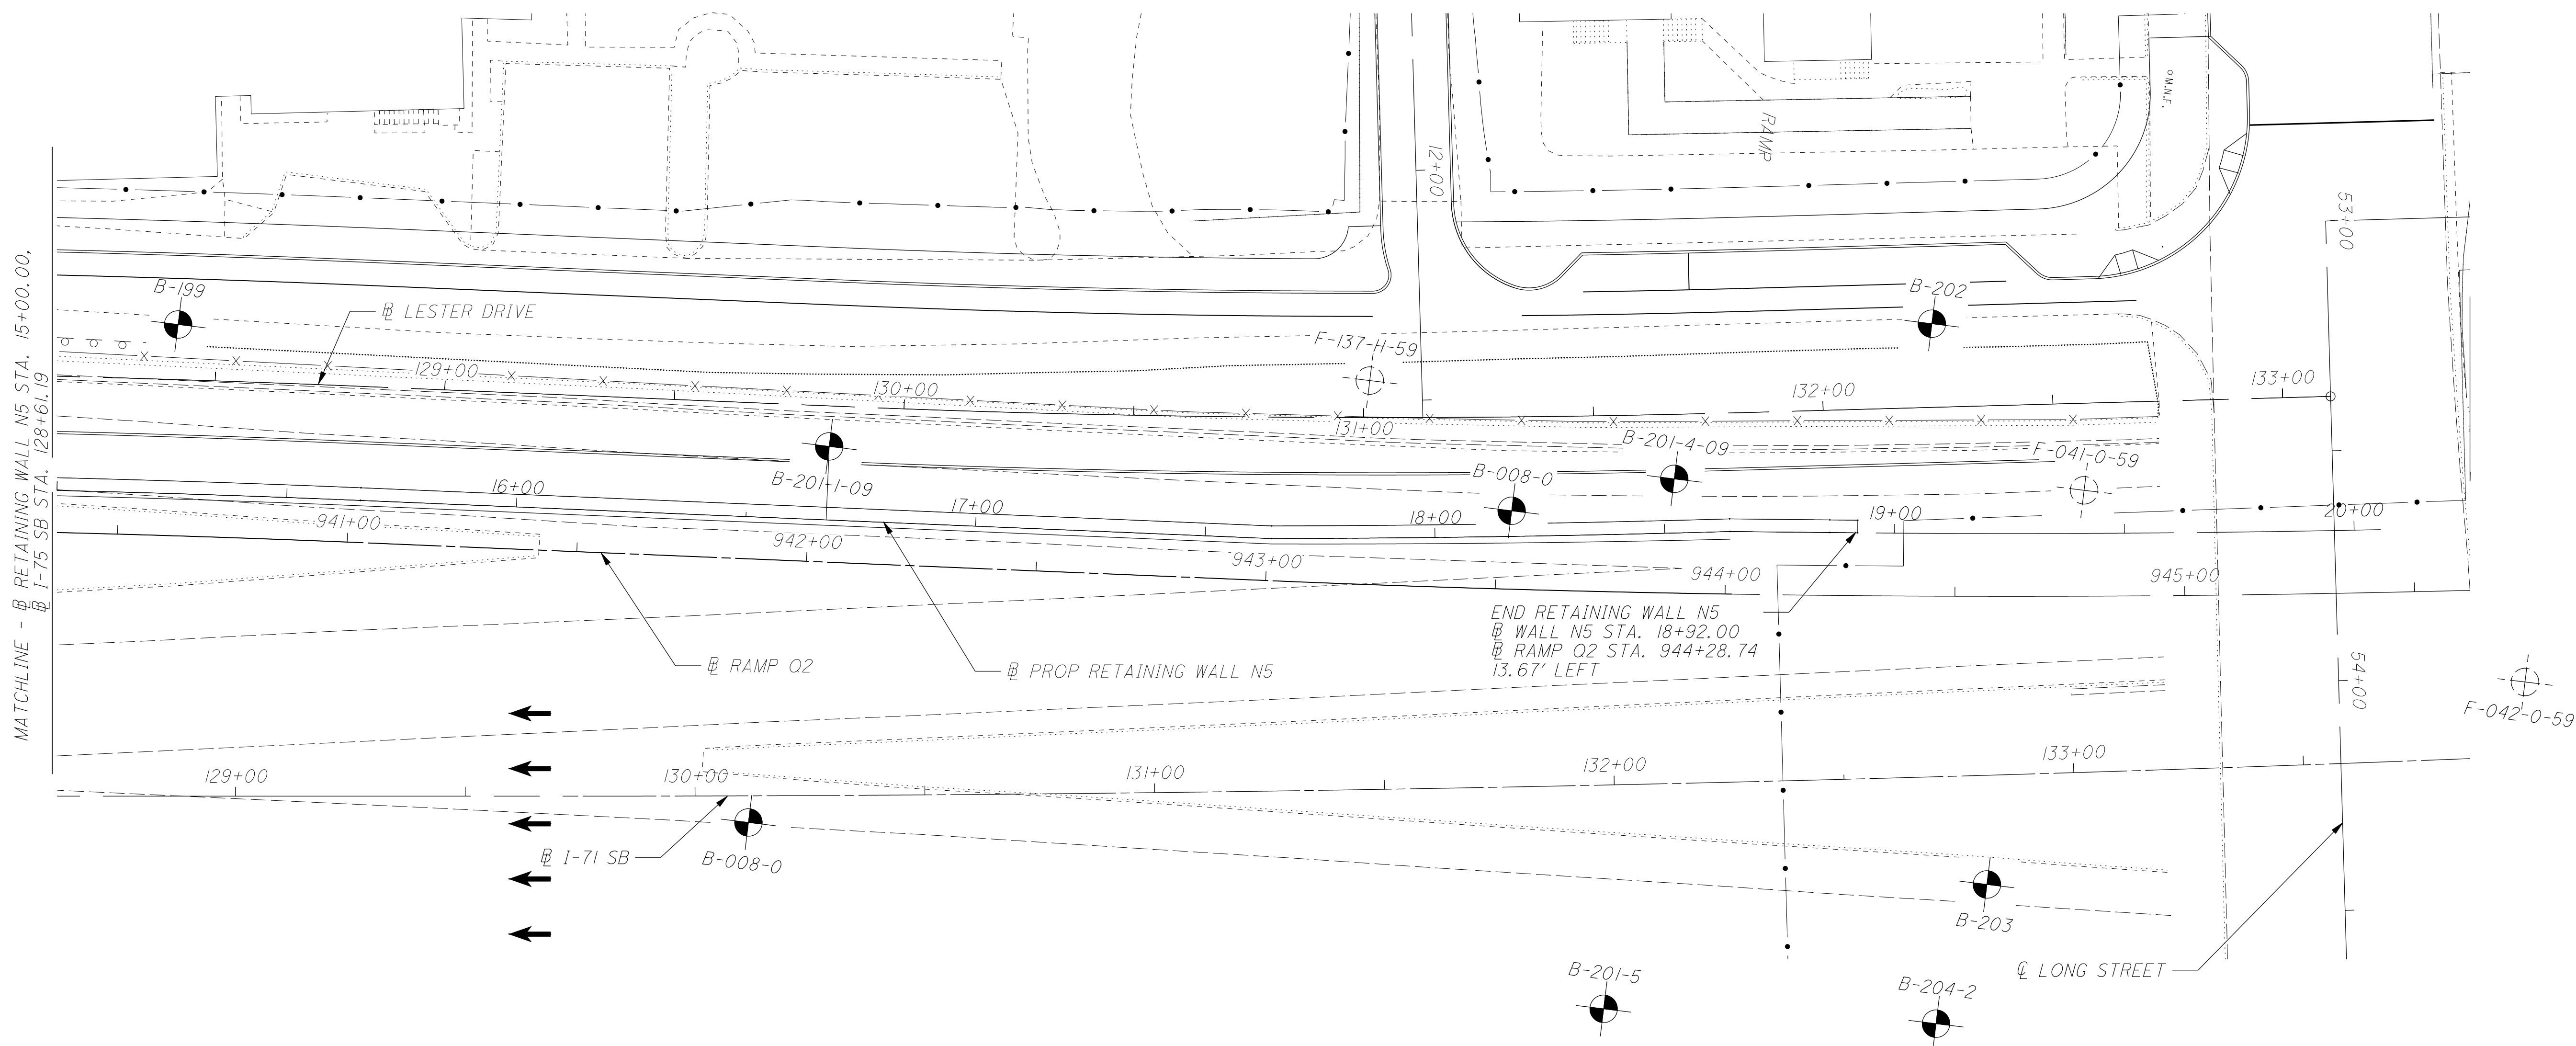 MATCHLINE - ⅊ RETAINING WALL N5 STA. 15+00.00,
⅊ I-75 SB STA. 128+61.19
B-199
⅊ LESTER DRIVE
12+00
RAMP
M.N.F.
53+00
B-202
F-137-H-59
129+00
130+00
131+00
132+00
133+00
B-201-1-09
B-008-0
B-201-4-09
F-041-0-59
16+00
17+00
18+00
19+00
20+00
941+00
942+00
943+00
944+00
945+00
END RETAINING WALL N5
⅊ WALL N5 STA. 18+92.00
⅊ RAMP Q2 STA. 944+28.74
13.67' LEFT
⅊ RAMP Q2
⅊ PROP RETAINING WALL N5
54+00
F-042-0-59
129+00
130+00
131+00
132+00
133+00
⅊ I-71 SB
B-008-0
B-203
℄ LONG STREET
B-201-5
B-204-2